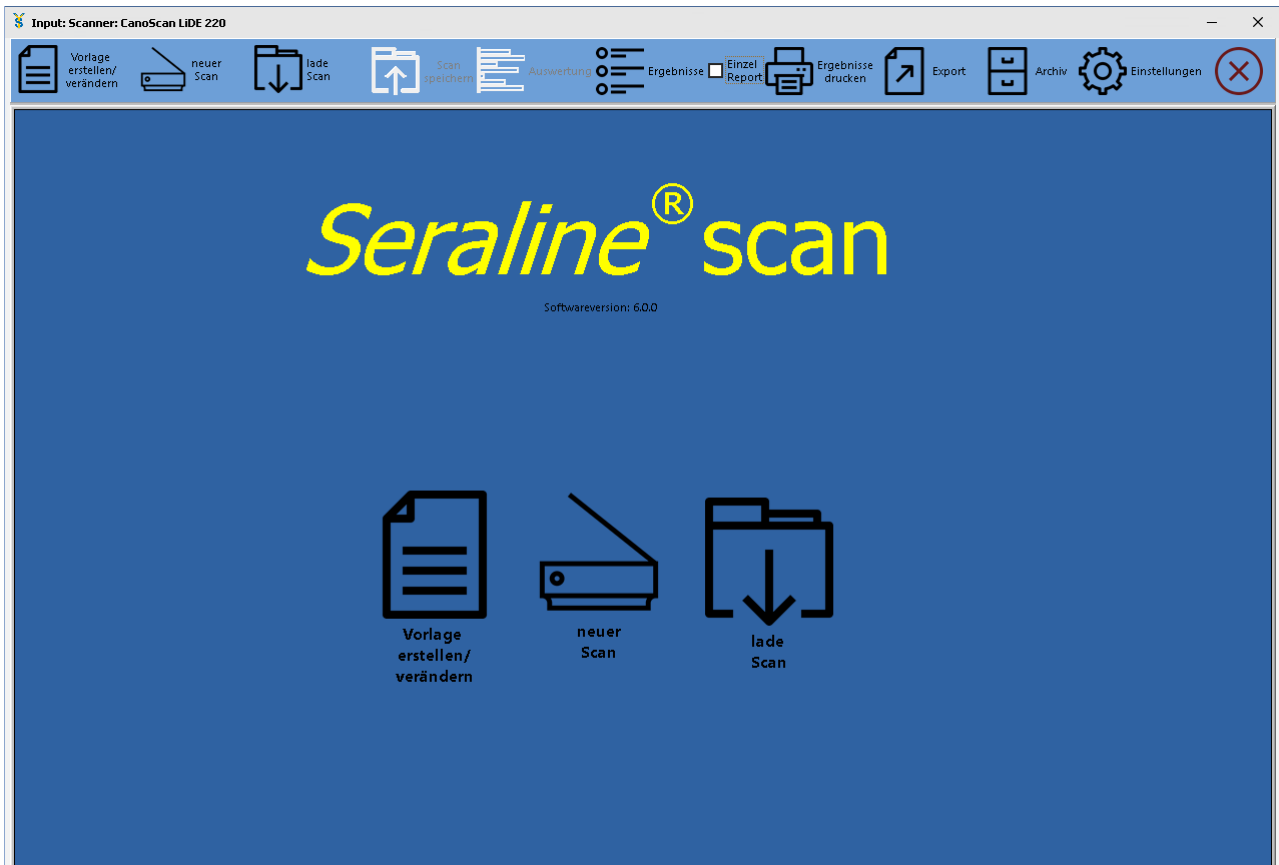 Input: Scanner: CanoScan LiDE 220
Vorlage
erstellen/
verändern
neuer
Scan
lade
Scan
Scan
speichern
Auswertung
Ergebnisse
Einzel
Report
Ergebnisse
drucken
Export
Archiv
Einstellungen
Seraline® scan
Softwareversion: 6.0.0
Vorlage
erstellen/
verändern
neuer
Scan
lade
Scan